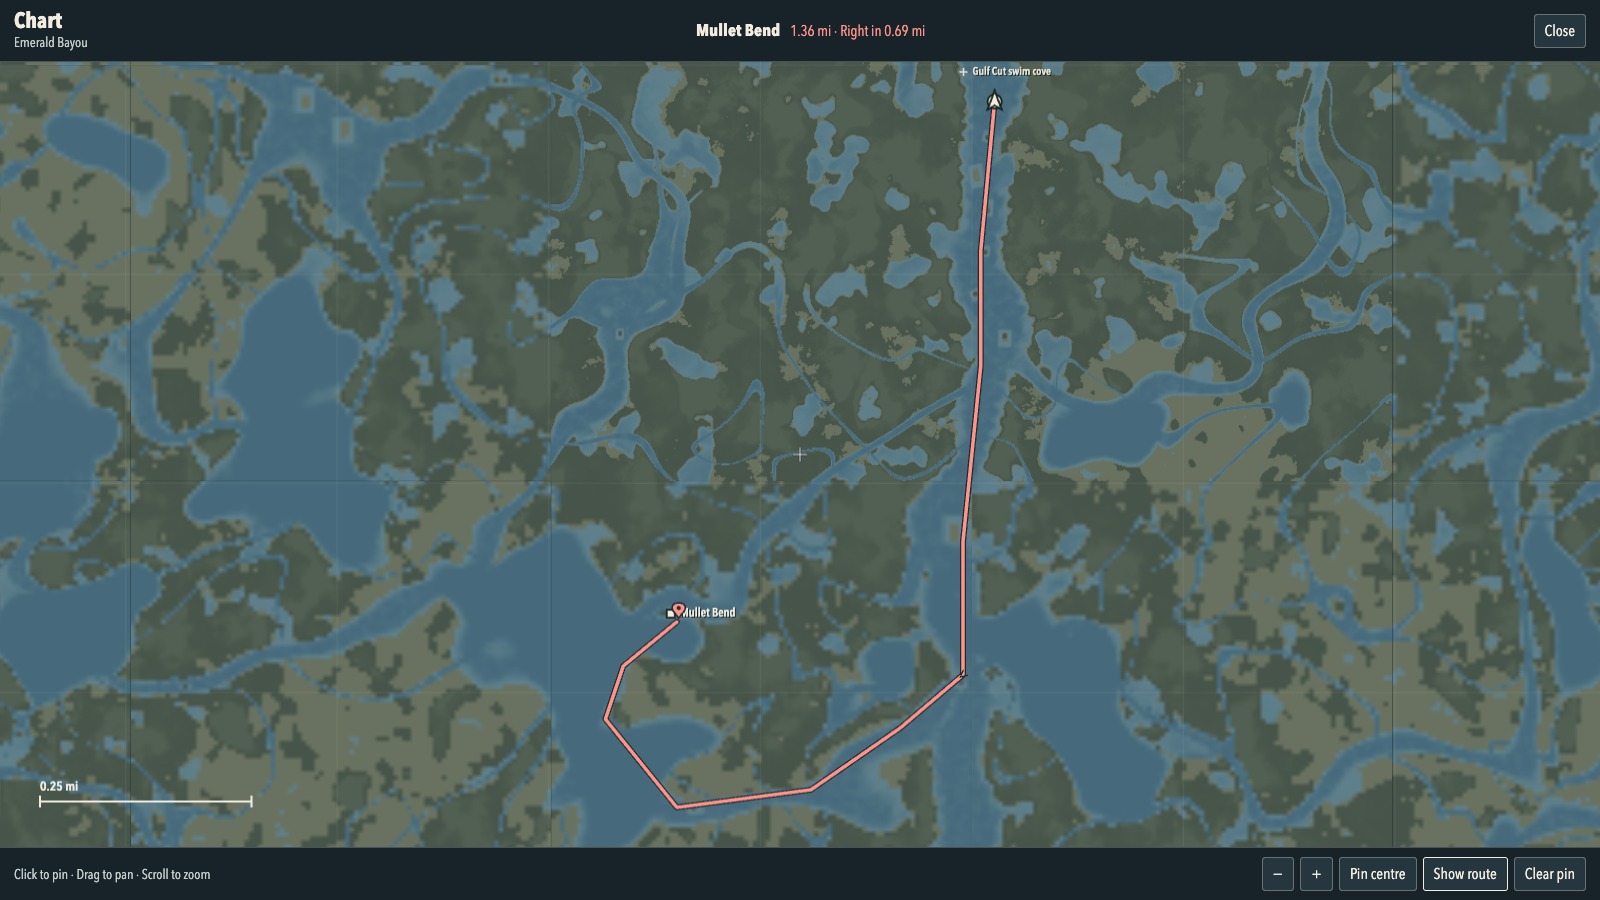 Chart
Emerald Bayou
Mullet Bend 1.36 mi · Right in 0.69 mi
Close
Gulf Cut swim cove
Mullet Bend
0.25 mi
Click to pin · Drag to pan · Scroll to zoom
−
+
Pin centre
Show route
Clear pin